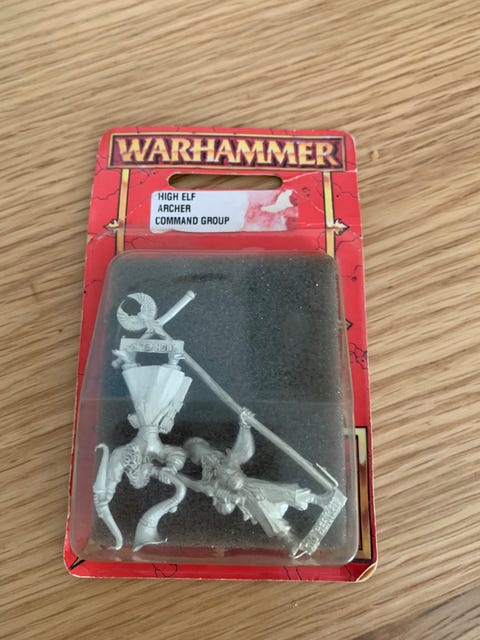 WARHAMMER
HIGH ELF
ARCHER
COMMAND GROUP